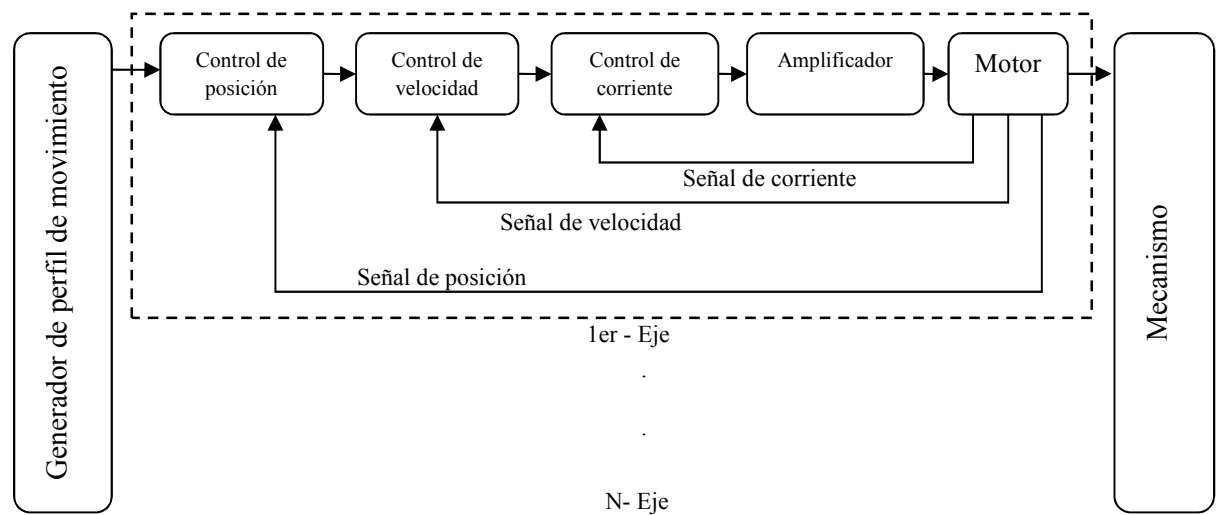 Generador de perfil de movimiento
Control de
posición
Control de
velocidad
Control de
corriente
Amplificador
Motor
Señal de corriente
Señal de velocidad
Señal de posición
1er - Eje
.
.
N- Eje
Mecanismo